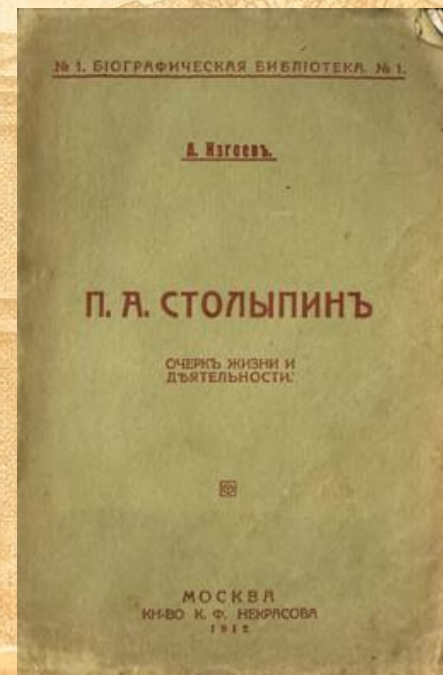 № 1. БІОГРАФИЧЕСКАЯ БИБЛІОТЕКА. № 1.
А. Изгоевъ.
П. А. СТОЛЫПИНЪ
ОЧЕРКЪ ЖИЗНИ И
ДѢЯТЕЛЬНОСТИ.
МОСКВА
КН-ВО К. Ф. НЕКРАСОВА
1912